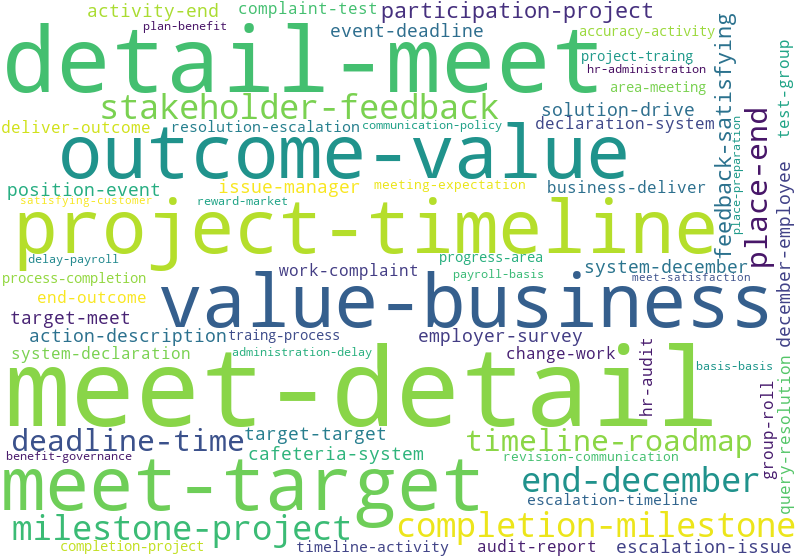 activity-end
complaint-test
participation-project
plan-benefit
event-deadline
accuracy-activity
detail-meet
project-traing
hr-administration
area-meeting
stakeholder-feedback
solution-drive
deliver-outcome
resolution-escalation
communication-policy
declaration-system
outcome-value
position-event
issue-manager
meeting-expectation
business-deliver
satisfying-customer
reward-market
project-timeline
feedback-satisfying
place-preparation
place-end
test-group
december-employee
delay-payroll
progress-area
process-completion
work-complaint
payroll-basis
system-december
meet-satisfaction
end-outcome
value-business
target-meet
action-description
traing-process
employer-survey
system-declaration
administration-delay
change-work
hr-audit
basis-basis
meet-detail
group-roll
query-resolution
deadline-time
target-target
timeline-roadmap
benefit-governance
cafeteria-system
revision-communication
meet-target
end-december
escalation-timeline
milestone-project
completion-milestone
completion-project
timeline-activity
audit-report
escalation-issue